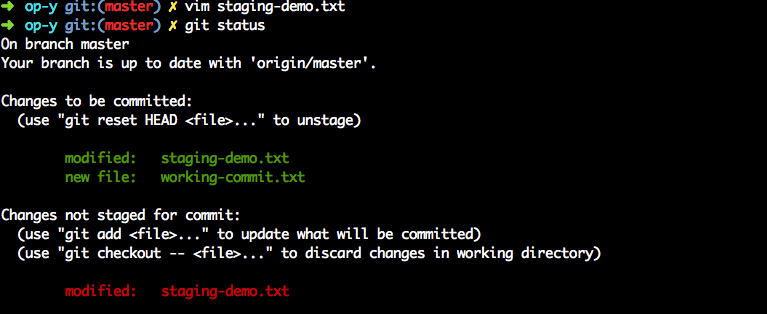 ➜ op-y git:(master) ✗ vim staging-demo.txt
➜ op-y git:(master) ✗ git status
On branch master
Your branch is up to date with 'origin/master'.
Changes to be committed:
(use "git reset HEAD <file>..." to unstage)
modified: staging-demo.txt
new file: working-commit.txt
Changes not staged for commit:
(use "git add <file>..." to update what will be committed)
(use "git checkout -- <file>..." to discard changes in working directory)
modified: staging-demo.txt